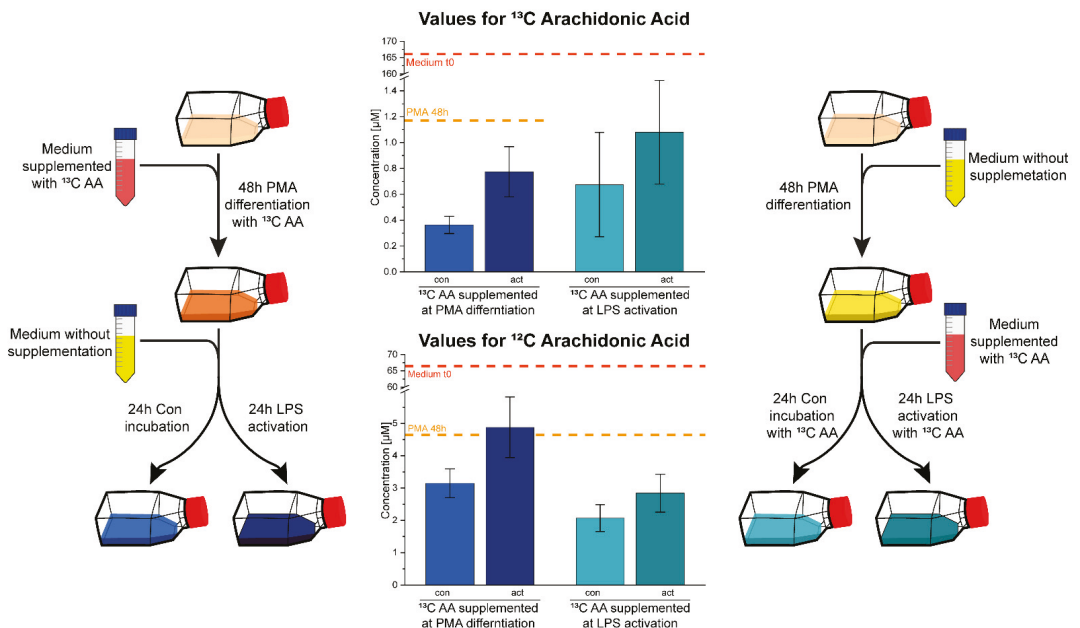 Values for ¹³C Arachidonic Acid
170
165
160
1.4
1.2
1.0
0.8
0.6
0.4
0.2
0.0
Concentration [µM]
Medium t0
PMA 48h
con
act
con
act
¹³C AA supplemented
at PMA differntiation
¹³C AA supplemented
at LPS activation
Values for ¹²C Arachidonic Acid
70
65
60
5
4
3
2
1
0
Concentration [µM]
Medium t0
PMA 48h
con
act
con
act
¹³C AA supplemented
at PMA differntiation
¹³C AA supplemented
at LPS activation
Medium
supplemented
with ¹³C AA
48h PMA
differentiation
with ¹³C AA
Medium without
supplementation
24h Con
incubation
24h LPS
activation
Medium without
supplemetation
48h PMA
differentiation
Medium
supplemented
with ¹³C AA
24h Con
incubation
with ¹³C AA
24h LPS
activation
with ¹³C AA